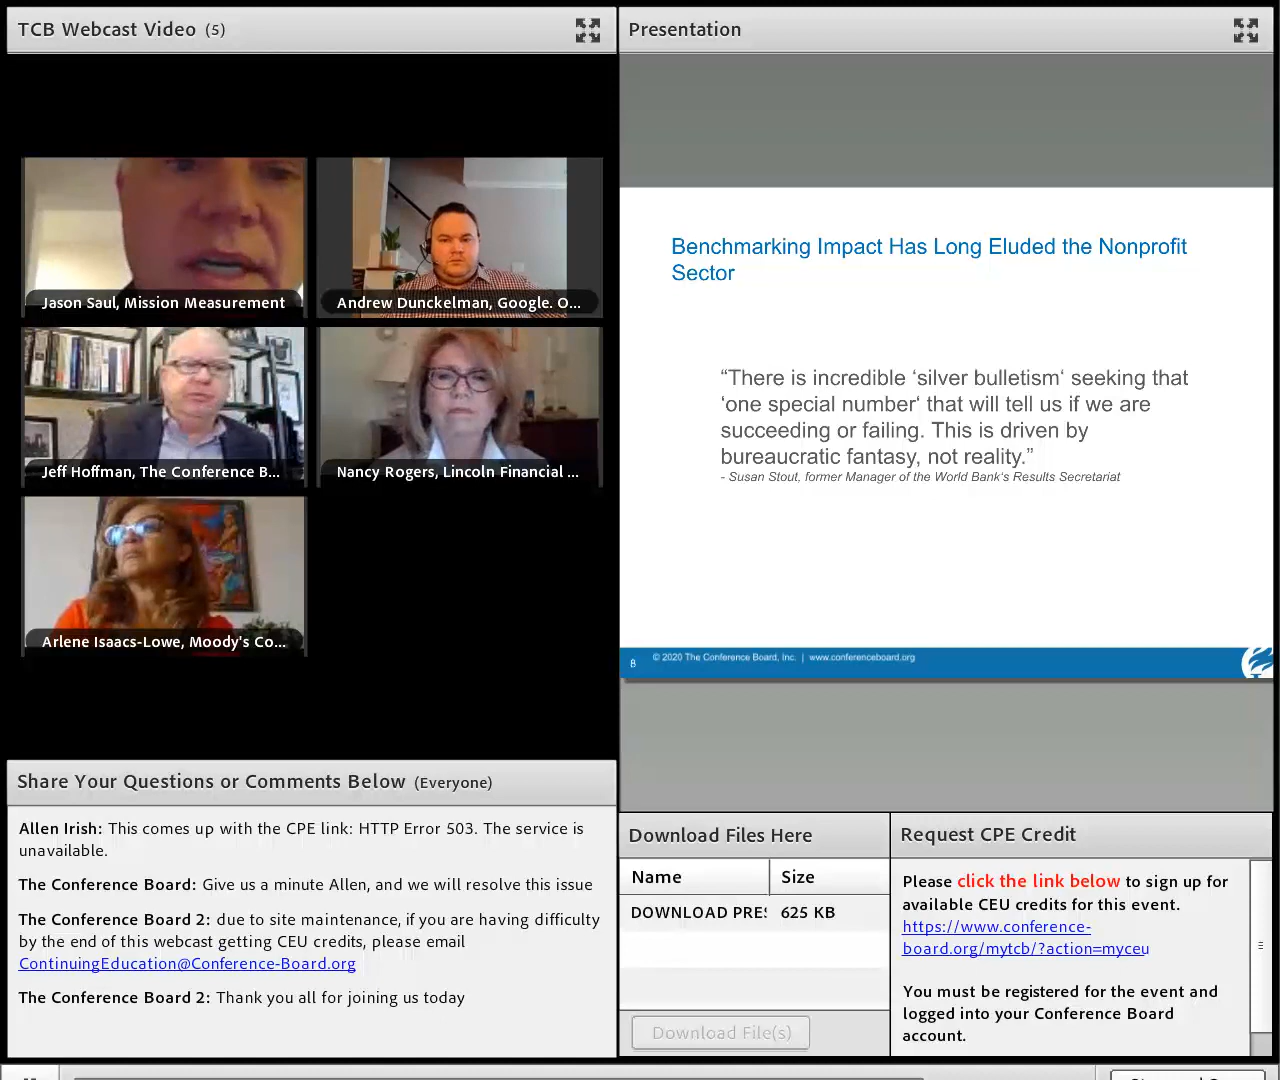 TCB Webcast Video (5)
Presentation
Jason Saul, Mission Measurement
Andrew Dunckelman, Google. O...
Jeff Hoffman, The Conference B...
Nancy Rogers, Lincoln Financial ...
Arlene Isaacs-Lowe, Moody's Co...
Benchmarking Impact Has Long Eluded the Nonprofit
Sector
“There is incredible ‘silver bulletism‘ seeking that
‘one special number‘ that will tell us if we are
succeeding or failing. This is driven by
bureaucratic fantasy, not reality.”
- Susan Stout, former Manager of the World Bank‘s Results Secretariat
8
© 2020 The Conference Board, Inc. | www.conferenceboard.org
Share Your Questions or Comments Below (Everyone)
Allen Irish: This comes up with the CPE link: HTTP Error 503. The service is
unavailable.
The Conference Board: Give us a minute Allen, and we will resolve this issue
The Conference Board 2: due to site maintenance, if you are having difficulty
by the end of this webcast getting CEU credits, please email
ContinuingEducation@Conference-Board.org
The Conference Board 2: Thank you all for joining us today
Download Files Here
Name Size
DOWNLOAD PRE 625 KB
Download File(s)
Request CPE Credit
Please click the link below to sign up for
available CEU credits for this event.
https://www.conference-
board.org/mytcb/?action=myceu
You must be registered for the event and
logged into your Conference Board
account.